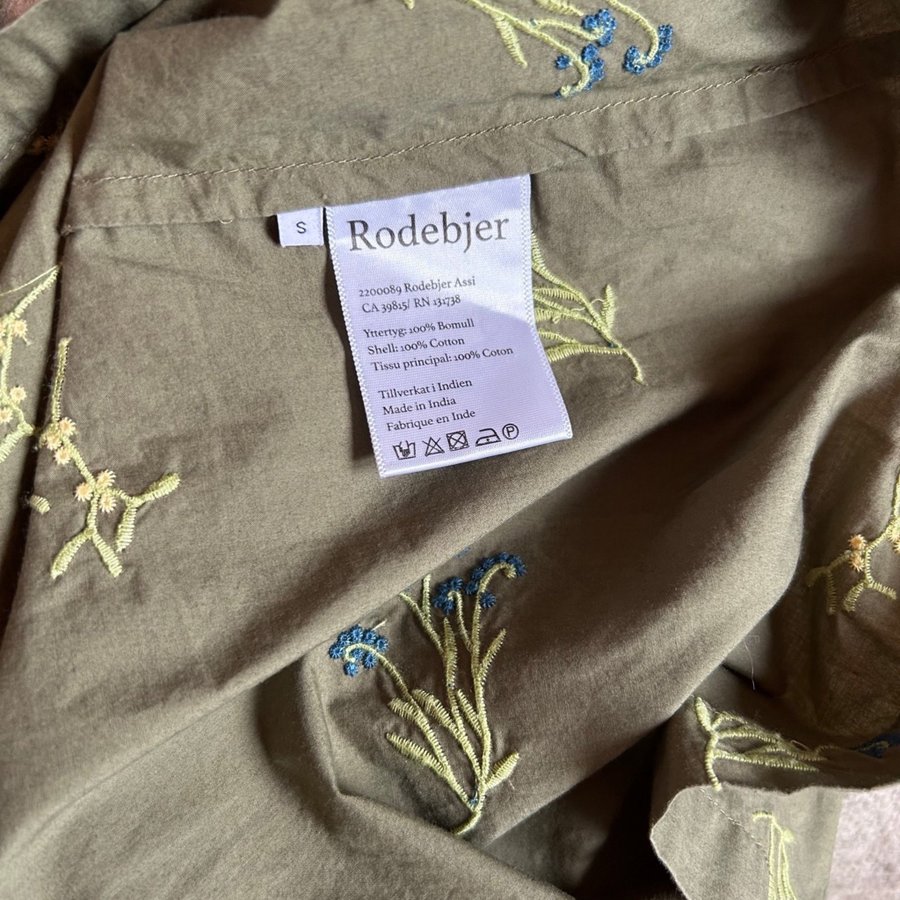 S
Rodebjer
2200089 Rodebjer Assi
CA 39815/ RN 131738
Yttertyg: 100% Bomull
Shell: 100% Cotton
Tissu principal: 100% Coton
Tillverkat i Indien
Made in India
Fabrique en Inde
P